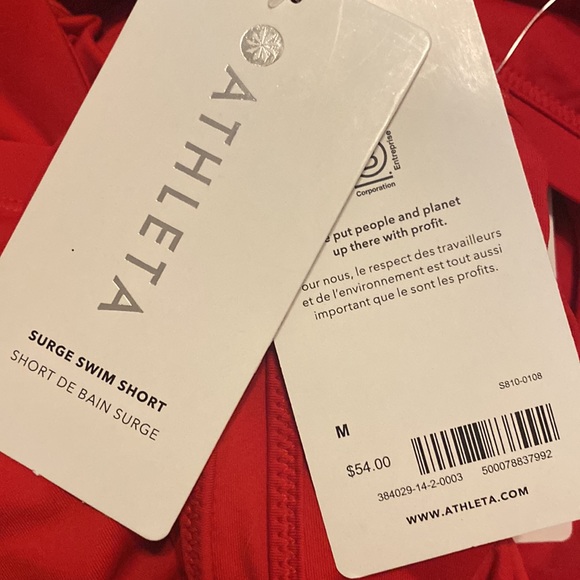 ATHLETA
SURGE SWIM SHORT
SHORT DE BAIN SURGE
Entreprise
Corporation
put people and planet
up there with profit.
our nous, le respect des travailleurs
et de l'environnement est tout aussi
important que le sont les profits.
S810-0108
M
$54.00
384029-14-2-0003 500078837992
WWW.ATHLETA.COM